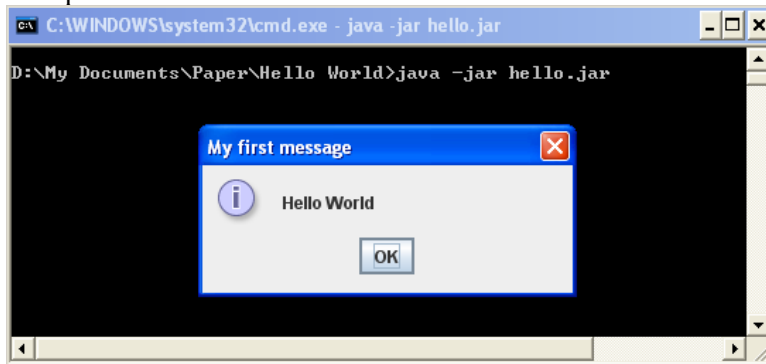 C:\WINDOWS\system32\cmd.exe - java -jar hello.jar
D:\My Documents\Paper\Hello World>java -jar hello.jar
My first message
Hello World
OK